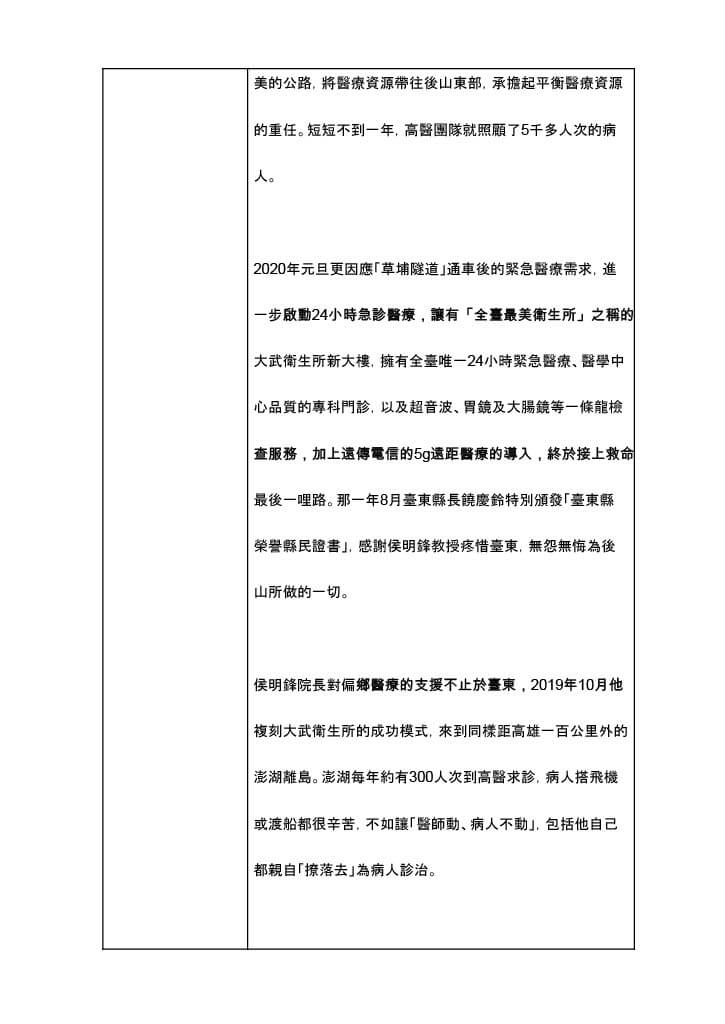 美的公路，將醫療資源帶往後山東部，承擔起平衡醫療資源
的重任。短短不到一年，高醫團隊就照顧了5千多人次的病
人。
2020年元旦更因應「草埔隧道」通車後的緊急醫療需求，進
一步啟動24小時急診醫療，讓有「全臺最美衛生所」之稱的
大武衛生所新大樓，擁有全臺唯一24小時緊急醫療、醫學中
心品質的專科門診，以及超音波、胃鏡及大腸鏡等一條龍檢
查服務，加上遠傳電信的5g遠距醫療的導入，終於接上救命
最後一哩路。那一年8月臺東縣長饒慶鈴特別頒發「臺東縣
榮譽縣民證書」，感謝侯明鋒教授疼惜臺東，無怨無悔為後
山所做的一切。
侯明鋒院長對偏鄉醫療的支援不止於臺東，2019年10月他
複刻大武衛生所的成功模式，來到同樣距高雄一百公里外的
澎湖離島。澎湖每年約有300人次到高醫求診，病人搭飛機
或渡船都很辛苦，不如讓「醫師動、病人不動」，包括他自己
都親自「撩落去」為病人診治。